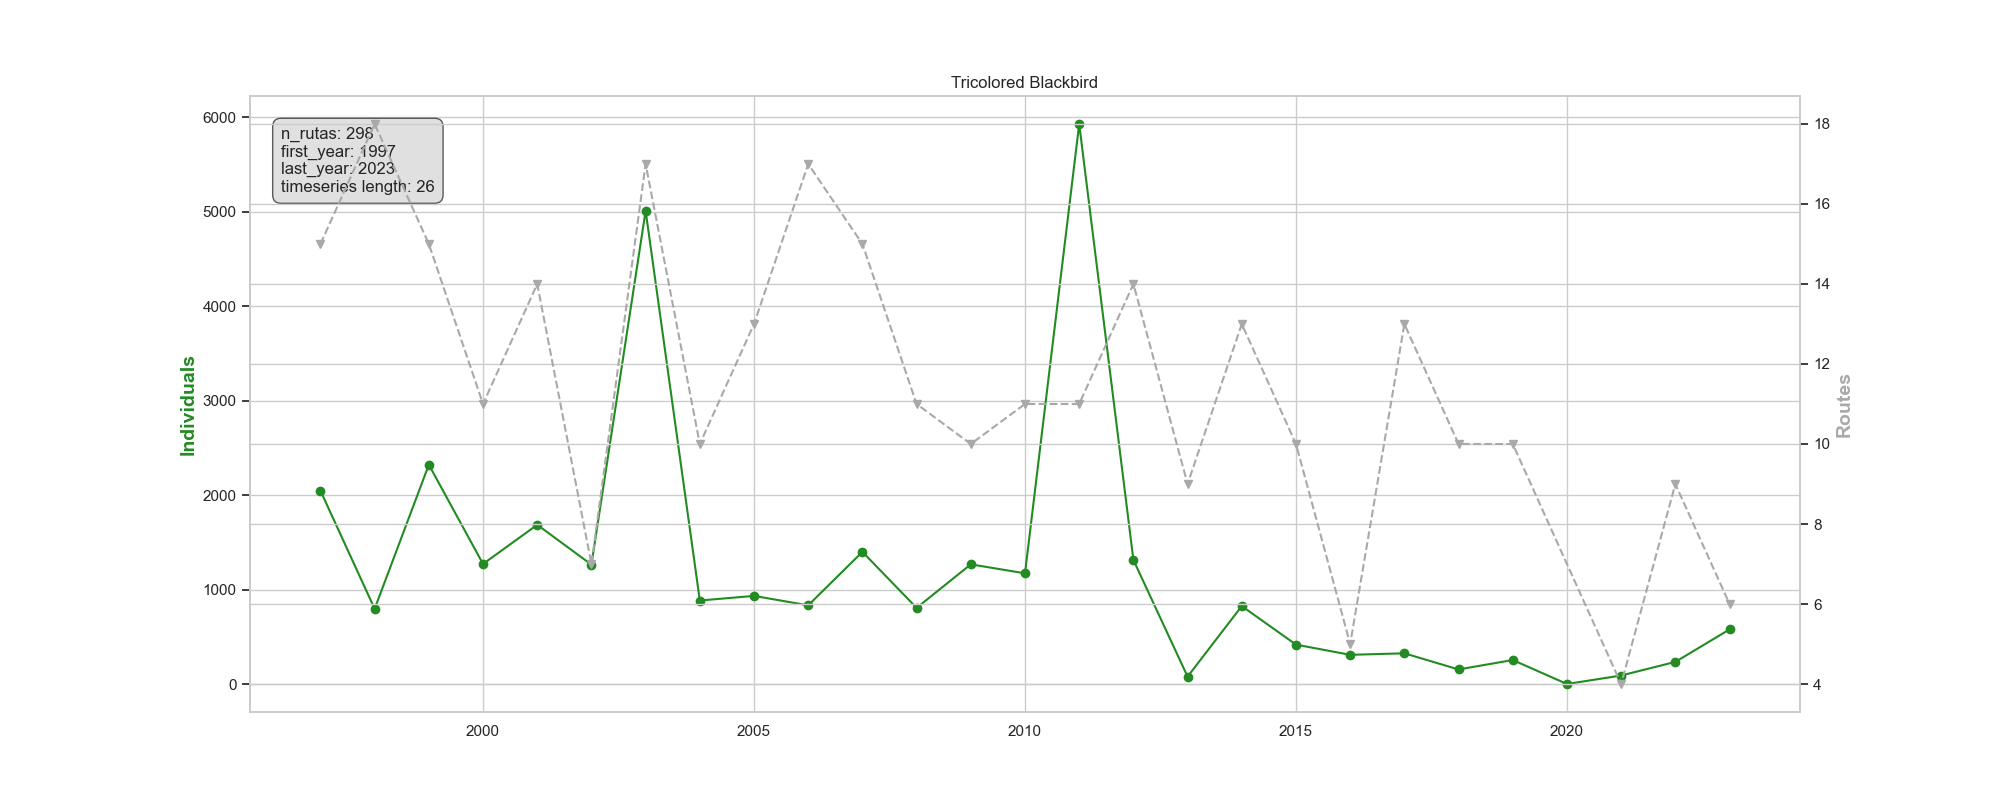 Tricolored Blackbird
n_rutas: 298
first_year: 1997
last_year: 2023
timeseries length: 26
6000
5000
4000
3000
2000
1000
0
Individuals
18
16
14
12
10
8
6
4
Routes
2000
2005
2010
2015
2020